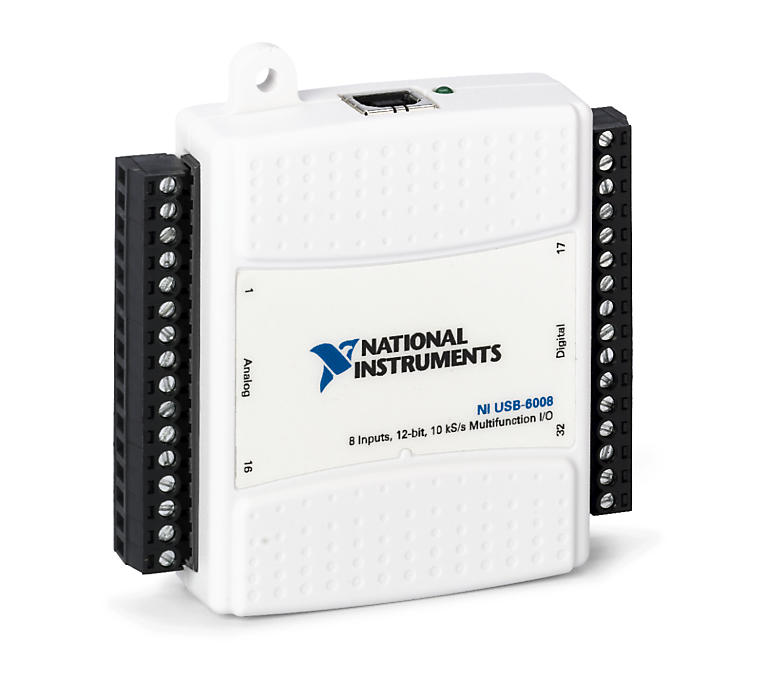 17
1
NATIONAL
INSTRUMENTS
Analog
Digital
NI USB-6008
8 Inputs, 12-bit, 10 kS/s Multifunction I/O
16
32